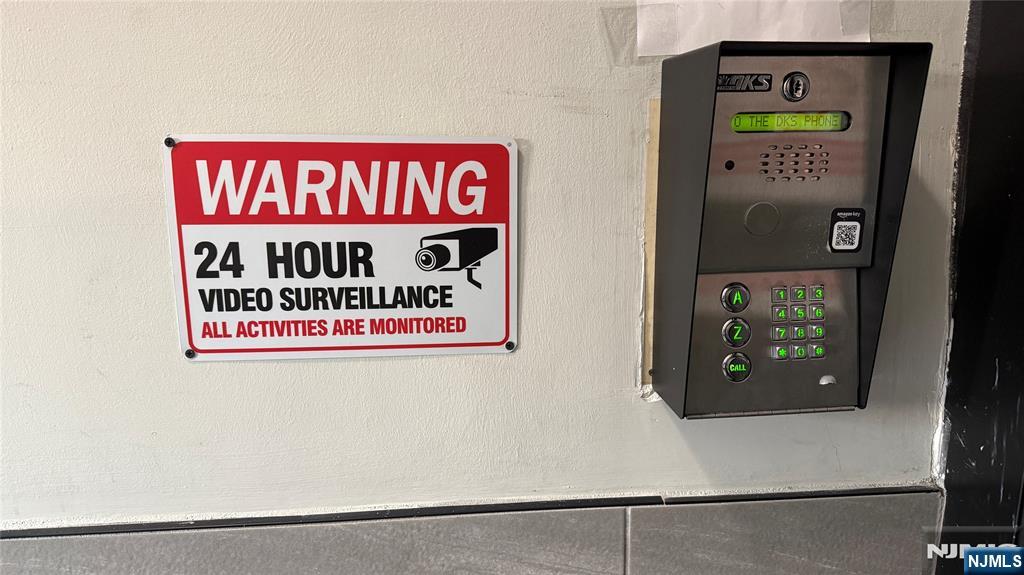 WARNING
24 HOUR
VIDEO SURVEILLANCE
ALL ACTIVITIES ARE MONITORED
DKS
O THE DKS PHONE
amazon key
A
Z
CALL
1 2 3
4 5 6
7 8 9
* 0 #
NJMLS
NJMLS